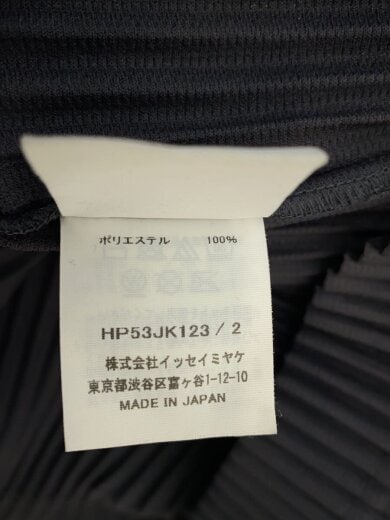 ポリエステル 100%
HP53JK123 / 2
株式会社イッセイミヤケ
東京都渋谷区富ヶ谷1-12-10
MADE IN JAPAN